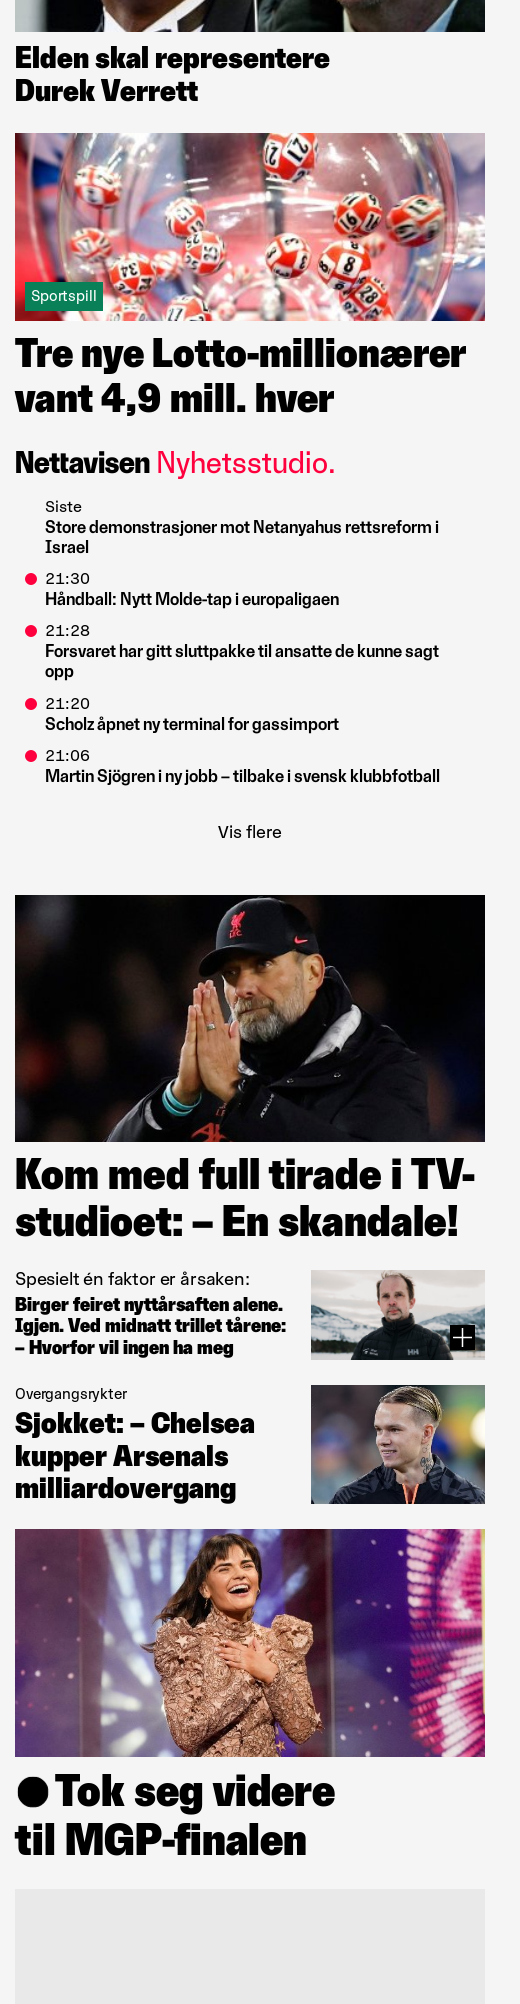 Elden skal representere
Durek Verrett
Sportspill
Tre nye Lotto-millionærer
vant 4,9 mill. hver
Nettavisen Nyhetsstudio.
Siste
Store demonstrasjoner mot Netanyahus rettsreform i
Israel
21:30
Håndball: Nytt Molde-tap i europaligaen
21:28
Forsvaret har gitt sluttpakke til ansatte de kunne sagt
opp
21:20
Scholz åpnet ny terminal for gassimport
21:06
Martin Sjögren i ny jobb – tilbake i svensk klubbfotball
Vis flere
Kom med full tirade i TV-
studioet: – En skandale!
Spesielt én faktor er årsaken:
Birger feiret nyttårsaften alene.
Igjen. Ved midnatt trillet tårene:
– Hvorfor vil ingen ha meg
Overgangsrykter
Sjokket: – Chelsea
kupper Arsenals
milliardovergang
● Tok seg videre
til MGP-finalen